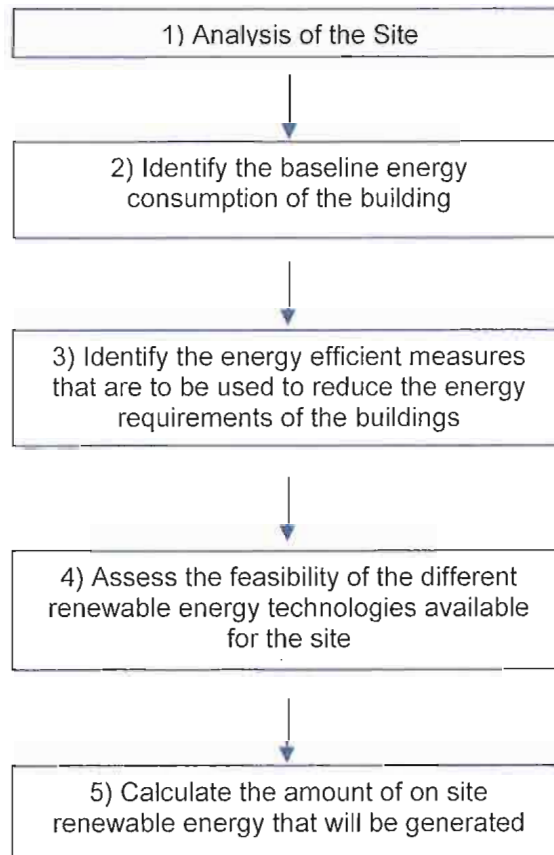 1) Analysis of the Site
2) Identify the baseline energy
consumption of the building
3) Identify the energy efficient measures
that are to be used to reduce the energy
requirements of the buildings
4) Assess the feasibility of the different
renewable energy technologies available
for the site
5) Calculate the amount of on site
renewable energy that will be generated